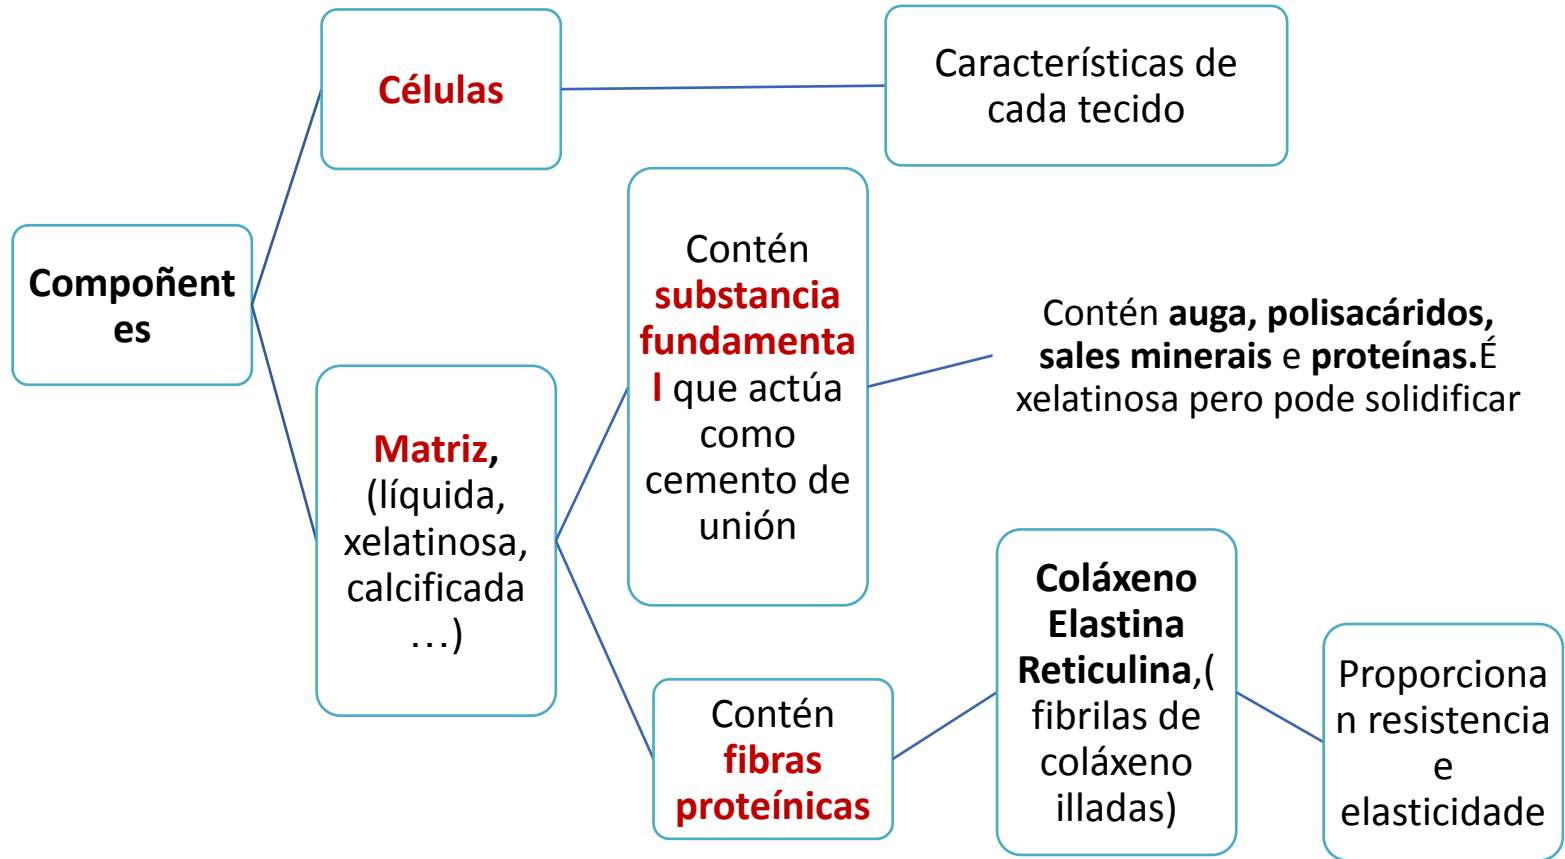 Compoñent
es
Células
Características de
cada tecido
Matriz,
(líquida,
xelatinosa,
calcificada
…)
Contén
substancia
fundamenta
l que actúa
como
cemento de
unión
Contén auga, polisacáridos,
sales minerais e proteínas.É
xelatinosa pero pode solidificar
Contén
fibras
proteínicas
Coláxeno
Elastina
Reticulina,(
fibrilas de
coláxeno
illadas)
Proporciona
n resistencia
e
elasticidade